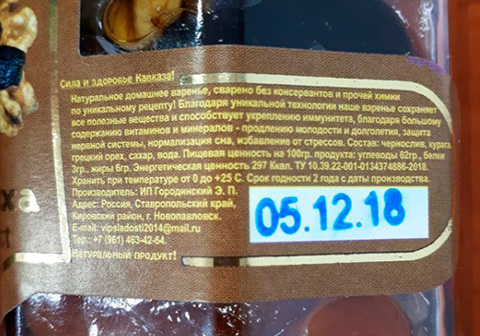 Сила и здоровье Кавказа!
Натуральное домашнее варенье, сварено без консервантов и прочей химии
по уникальному рецепту! Благодаря уникальной технологии наше варенье сохраняет
все полезные вещества и способствует укреплению иммунитета, благодаря большому
содержанию витаминов и минералов - продлению молодости и долголетия, защита
нервной системы, нормализация сна, избавление от стрессов. Состав: чернослив, курага,
грецкий орех, сахар, вода. Пищевая ценность на 100гр. продукта: углеводы 62гр., белки
3гр., жиры 6гр. Энергетическая ценность 297 Ккал. ТУ 10.39.22-001-0134374886-2018.
Хранить при температуре от 0 до +25 С. Срок годности 2 года с даты производства.
Производитель: ИП Городинский Э. П.
Адрес: Россия, Ставропольский край,
Кировский район, г. Новопавловск.
E-mail: vipsladosti2014@mail.ru
Тел.: +7 (961) 463-42-64.
Натуральный продукт!
05.12.18